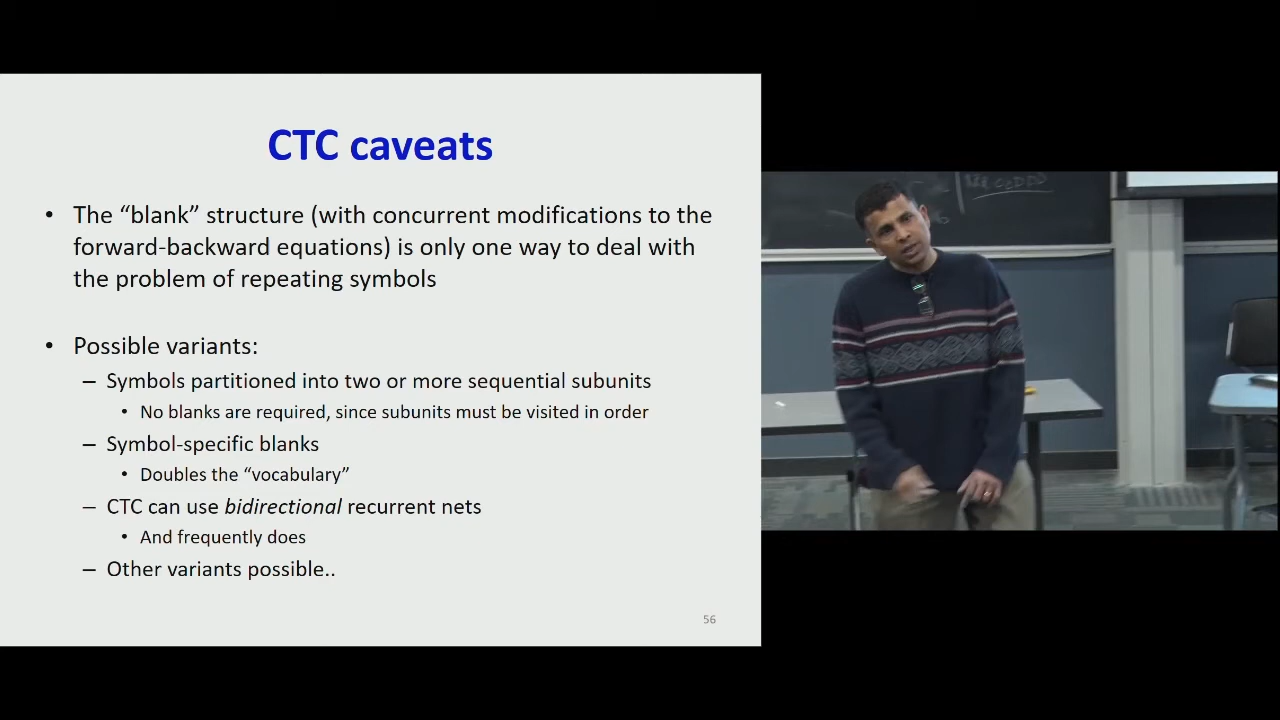 CTC caveats
• The “blank” structure (with concurrent modifications to the
forward-backward equations) is only one way to deal with
the problem of repeating symbols
• Possible variants:
– Symbols partitioned into two or more sequential subunits
• No blanks are required, since subunits must be visited in order
– Symbol-specific blanks
• Doubles the “vocabulary”
– CTC can use bidirectional recurrent nets
• And frequently does
– Other variants possible..
56